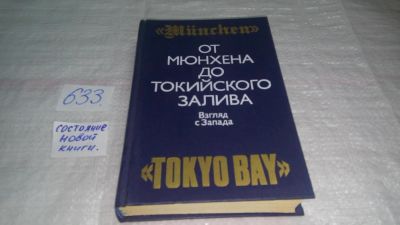 «München»
ОТ
МЮНХЕНА
ДО
ТОКИЙСКОГО
ЗАЛИВА
Взгляд
с Запада
«TOKYO BAY»
633.
состояние
новой
книги.